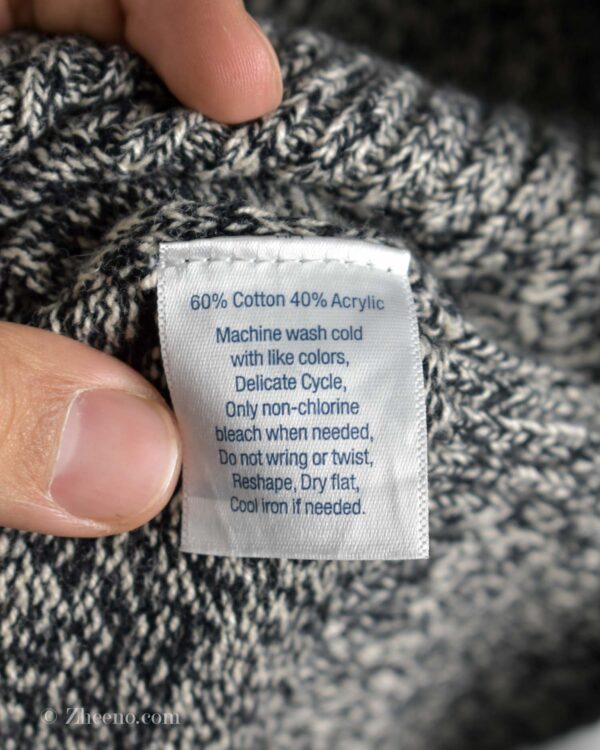 60% Cotton 40% Acrylic
Machine wash cold
with like colors,
Delicate Cycle,
Only non-chlorine
bleach when needed,
Do not wring or twist,
Reshape, Dry flat,
Cool iron if needed.
© Zheeno.com